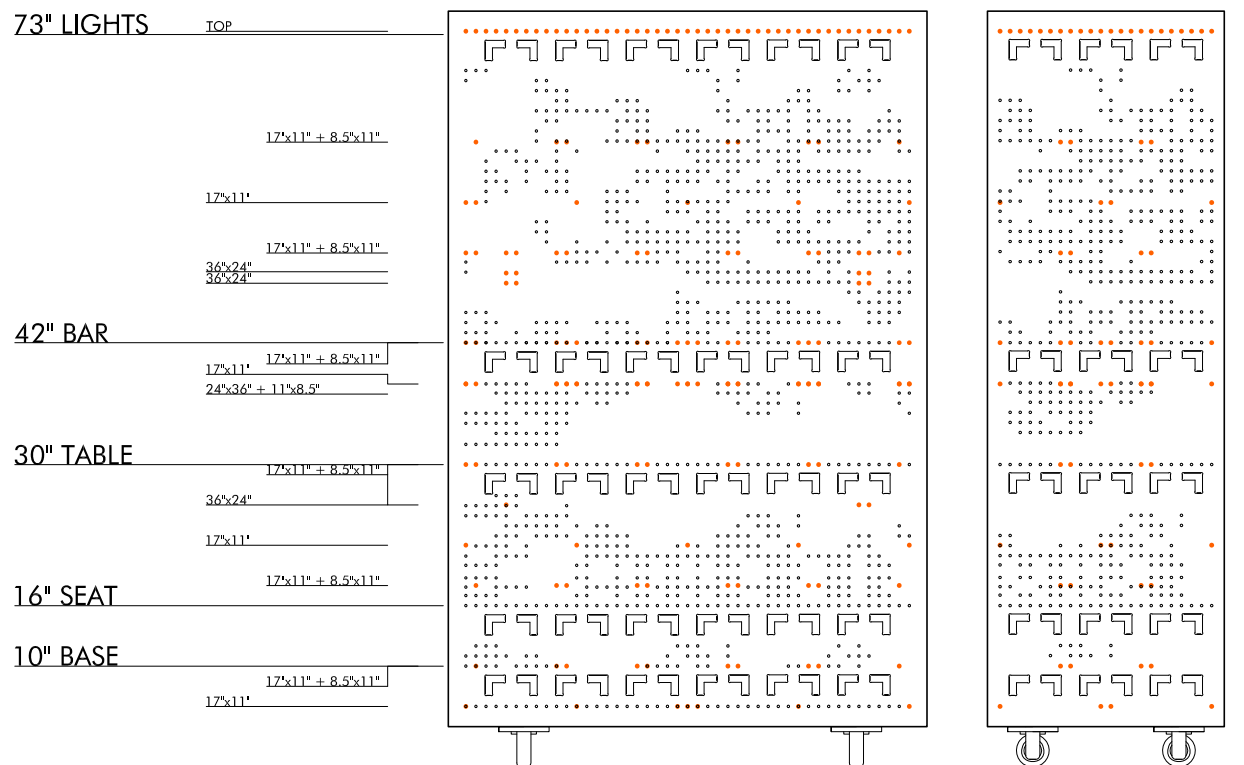 73" LIGHTS
TOP
17"x11" + 8.5"x11"
17"x11"
17"x11" + 8.5"x11"
36"x24"
36"x24"
42" BAR
17"x11" + 8.5"x11"
17"x11"
24"x36" + 11"x8.5"
30" TABLE
17"x11" + 8.5"x11"
36"x24"
17"x11"
17"x11" + 8.5"x11"
16" SEAT
10" BASE
17"x11" + 8.5"x11"
17"x11"